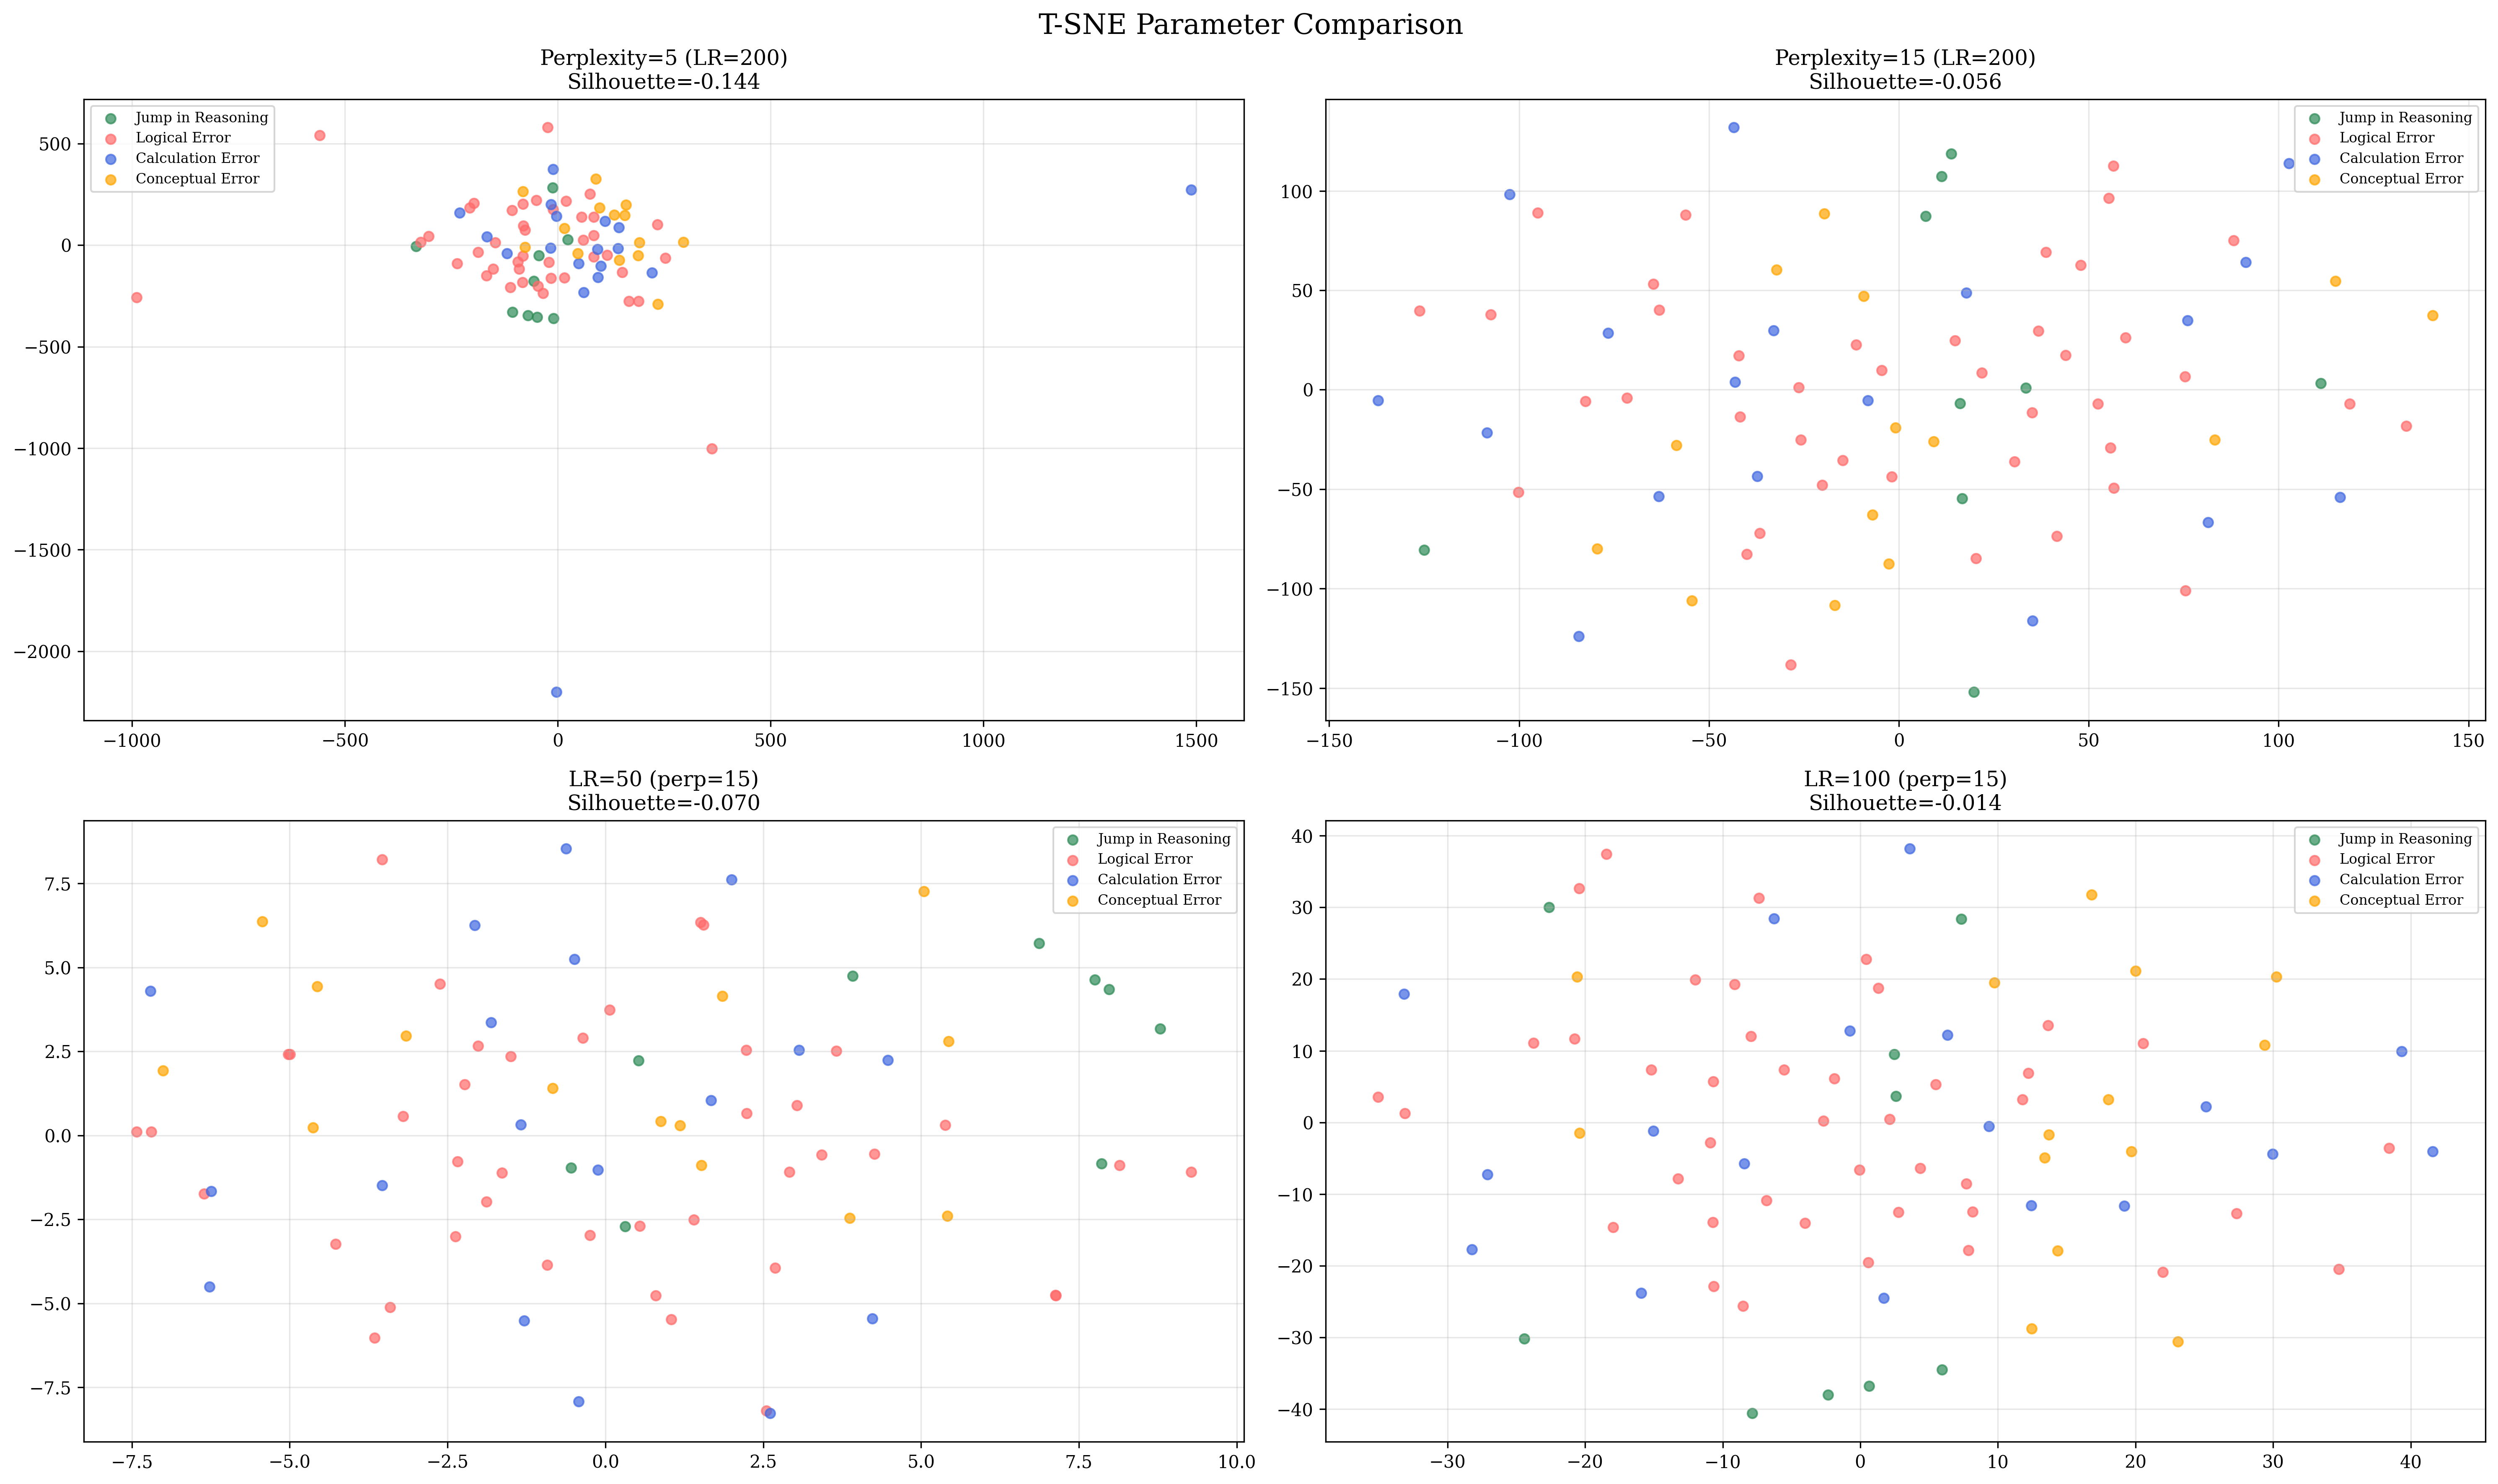 T-SNE Parameter Comparison
Perplexity=5 (LR=200)
Silhouette=-0.144
Jump in Reasoning
Logical Error
Calculation Error
Conceptual Error
500
0
−500
−1000
−1500
−2000
−1000
−500
0
500
1000
1500
Perplexity=15 (LR=200)
Silhouette=-0.056
Jump in Reasoning
Logical Error
Calculation Error
Conceptual Error
100
50
0
−50
−100
−150
−150
−100
−50
0
50
100
150
LR=50 (perp=15)
Silhouette=-0.070
Jump in Reasoning
Logical Error
Calculation Error
Conceptual Error
7.5
5.0
2.5
0.0
−2.5
−5.0
−7.5
−7.5
−5.0
−2.5
0.0
2.5
5.0
7.5
10.0
LR=100 (perp=15)
Silhouette=-0.014
Jump in Reasoning
Logical Error
Calculation Error
Conceptual Error
40
30
20
10
0
−10
−20
−30
−40
−30
−20
−10
0
10
20
30
40